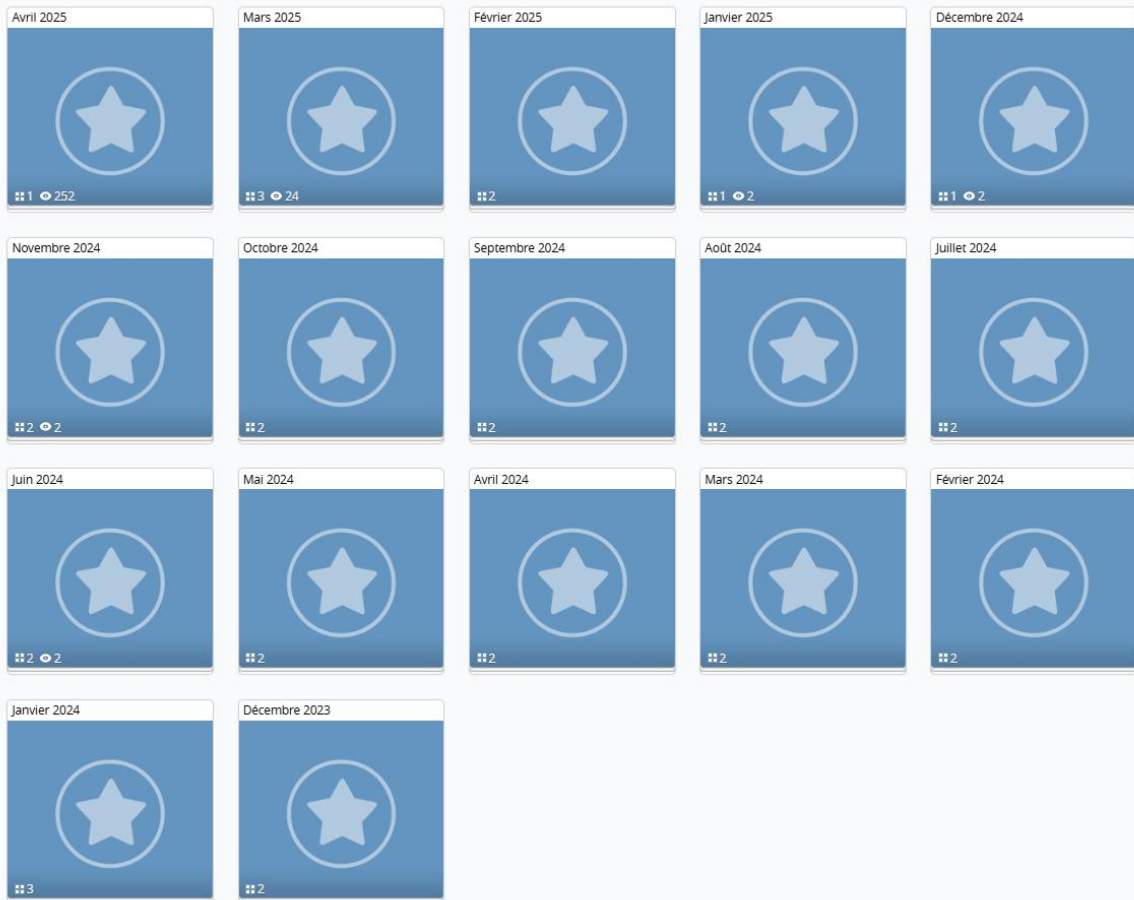 Avril 2025
1 252
Mars 2025
3 24
Février 2025
2
Janvier 2025
1 2
Décembre 2024
1 2
Novembre 2024
2 2
Octobre 2024
2
Septembre 2024
2
Août 2024
2
Juillet 2024
2
Juin 2024
2 2
Mai 2024
2
Avril 2024
2
Mars 2024
2
Février 2024
2
Janvier 2024
3
Décembre 2023
2